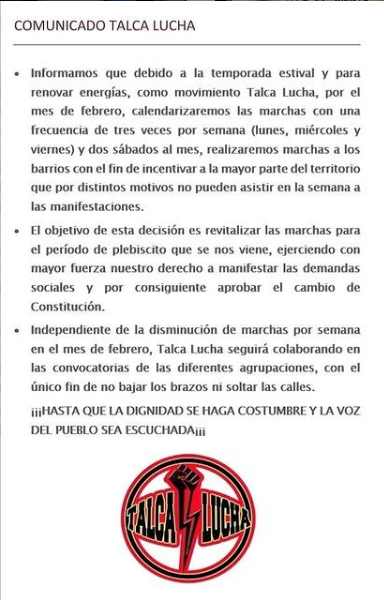 COMUNICADO TALCA LUCHA
• Informamos que debido a la temporada estival y para
renovar energías, como movimiento Talca Lucha, por el
mes de febrero, calendarizaremos las marchas con una
frecuencia de tres veces por semana (lunes, miércoles y
viernes) y dos sábados al mes, realizaremos marchas a los
barrios con el fin de incentivar a la mayor parte del territorio
que por distintos motivos no pueden asistir en la semana a
las manifestaciones.
• El objetivo de esta decisión es revitalizar las marchas para
el período de plebiscito que se nos viene, ejerciendo con
mayor fuerza nuestro derecho a manifestar las demandas
sociales y por consiguiente aprobar el cambio de
Constitución.
• Independiente de la disminución de marchas por semana
en el mes de febrero, Talca Lucha seguirá colaborando en
las convocatorias de las diferentes agrupaciones, con el
único fin de no bajar los brazos ni soltar las calles.
¡¡¡HASTA QUE LA DIGNIDAD SE HAGA COSTUMBRE Y LA VOZ
DEL PUEBLO SEA ESCUCHADA¡¡¡
TALCA LUCHA